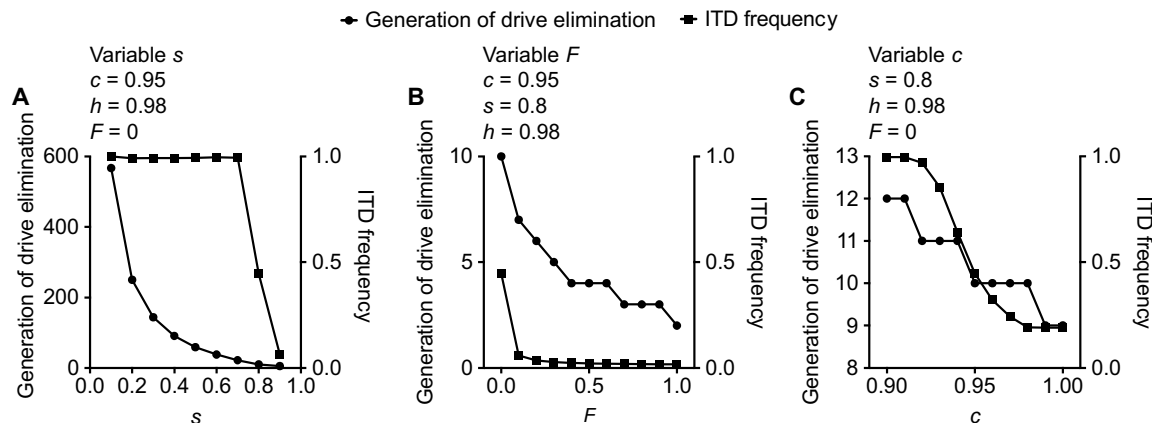 Generation of drive elimination ITD frequency
A
Variable s
c = 0.95
h = 0.98
F = 0
Generation of drive elimination
600
400
200
0
0.0 0.2 0.4 0.6 0.8 1.0
s
1.0
0.5
0.0
ITD frequency
B
Variable F
c = 0.95
s = 0.8
h = 0.98
Generation of drive elimination
10
5
0
0.0 0.5 1.0
F
1.0
0.5
0.0
ITD frequency
C
Variable c
s = 0.8
h = 0.98
F = 0
Generation of drive elimination
13
12
11
10
9
8
0.90 0.95 1.00
c
1.0
0.5
0.0
ITD frequency